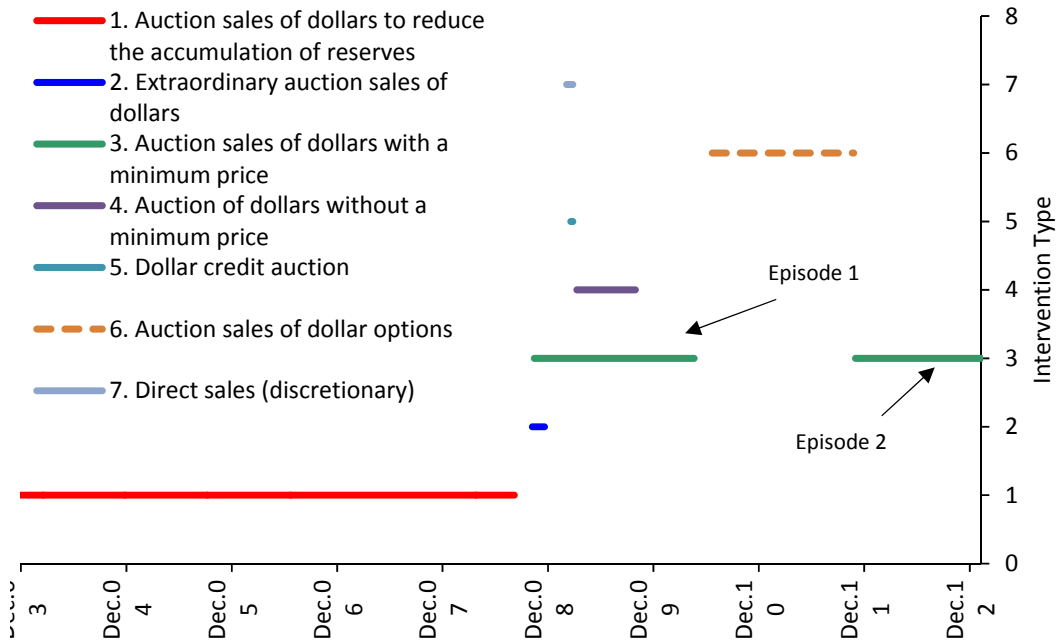 1. Auction sales of dollars to reduce
the accumulation of reserves
2. Extraordinary auction sales of
dollars
3. Auction sales of dollars with a
minimum price
4. Auction of dollars without a
minimum price
5. Dollar credit auction
6. Auction sales of dollar options
7. Direct sales (discretionary)
Episode 1
Episode 2
8
7
6
5
4
3
2
1
0
Intervention Type
Dec.0
3
Dec.0
4
Dec.0
5
Dec.0
6
Dec.0
7
Dec.0
8
Dec.0
9
Dec.1
0
Dec.1
1
Dec.1
2